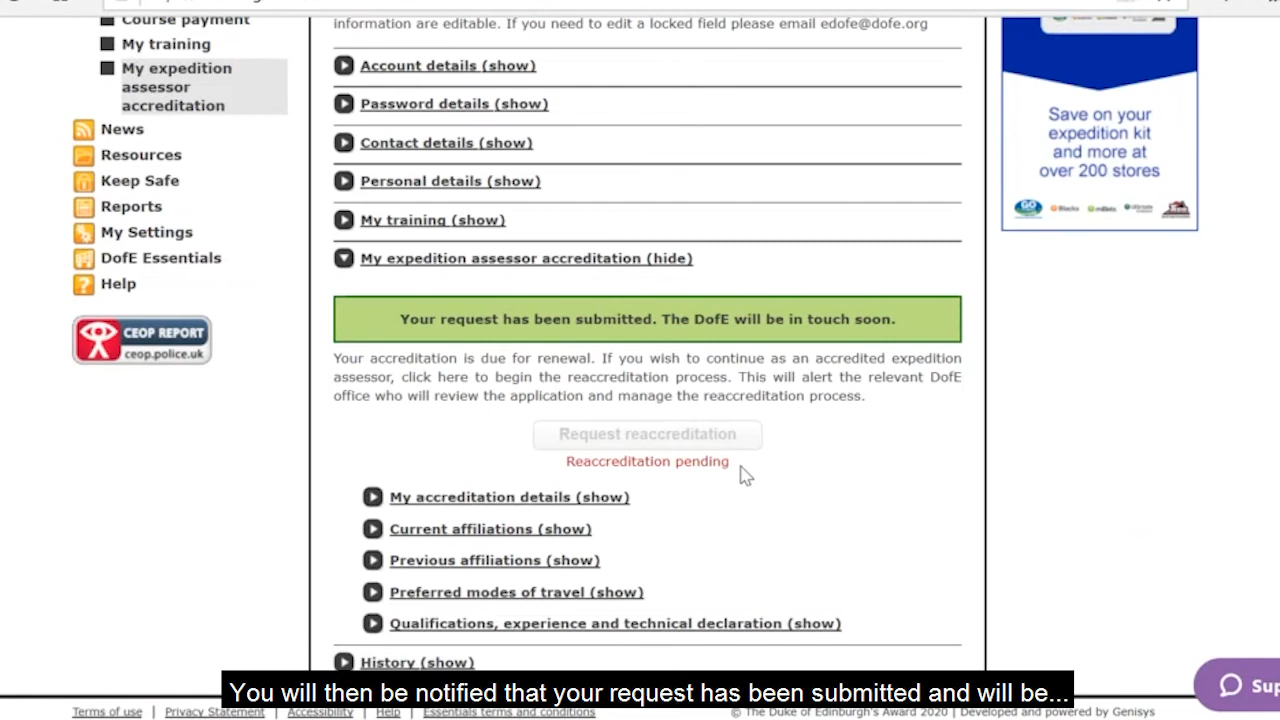 Course payment
My training
My expedition
assessor
accreditation
News
Resources
Keep Safe
Reports
My Settings
DofE Essentials
Help
CEOP REPORT
ceop.police.uk
information are editable. If you need to edit a locked field please email edofe@dofe.org
Account details (show)
Password details (show)
Contact details (show)
Personal details (show)
My training (show)
My expedition assessor accreditation (hide)
Your request has been submitted. The DofE will be in touch soon.
Your accreditation is due for renewal. If you wish to continue as an accredited expedition
assessor, click here to begin the reaccreditation process. This will alert the relevant DofE
office who will review the application and manage the reaccreditation process.
Request reaccreditation
Reaccreditation pending
My accreditation details (show)
Current affiliations (show)
Previous affiliations (show)
Preferred modes of travel (show)
Qualifications, experience and technical declaration (show)
History (show)
Save on your
expedition kit
and more at
over 200 stores
GO
Blacks
millets
Sup
You will then be notified that your request has been submitted and will be...
Terms of use | Privacy Statement | Accessibility | Help | Essentials terms and conditions
© The Duke of Edinburgh's Award 2020 | Developed and powered by Genisys